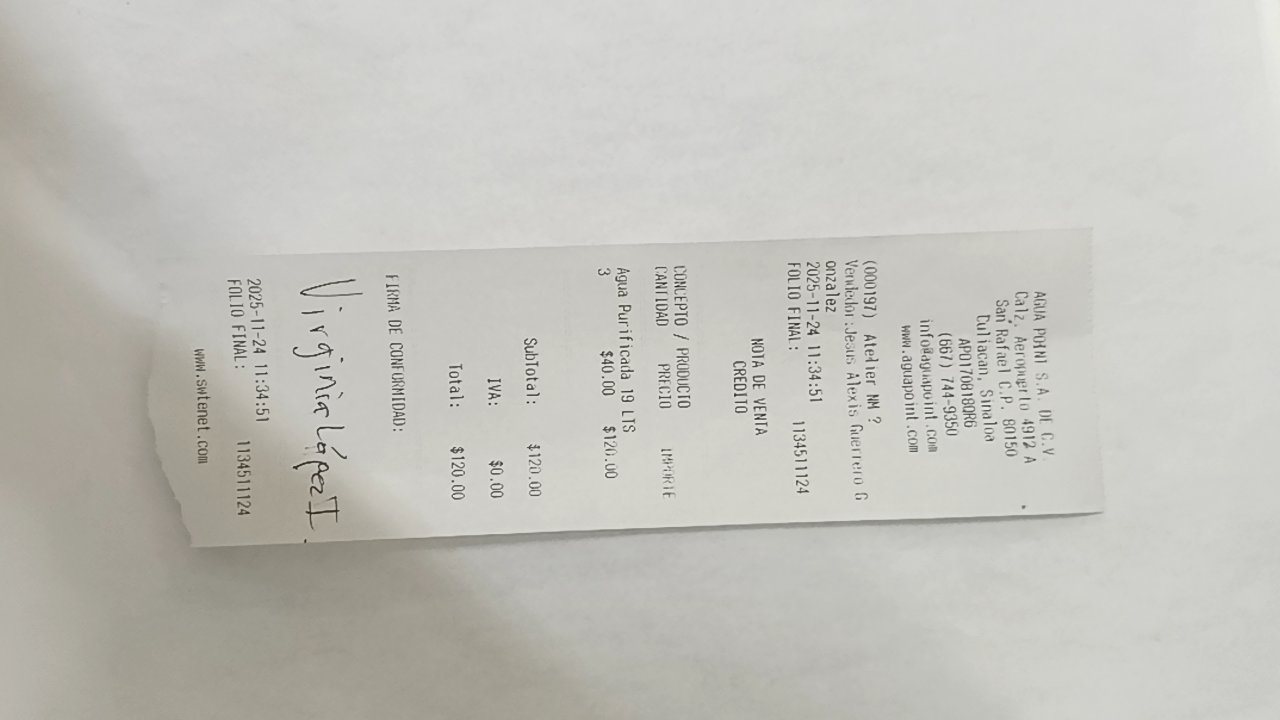 AGUA POINT S.A. DE C.V.
Calz. Aeropuerto 4912 A
San Rafael C.P. 80150
Culiacan, Sinaloa
APO170818QR6
(667) 744-9350
info@aguapoint.com
www.aguapoint.com
(000197) Atelier NM ?
Vendedor:Jesus Alexis Guerrero G
onzalez
2025-11-24 11:34:51
FOLIO FINAL: 1134511124
NOTA DE VENTA
CREDITO
CONCEPTO / PRODUCTO
CANTIDAD PRECIO IMPORTE
Agua Purificada 19 LTS
3 $40.00 $120.00
SubTotal: $120.00
IVA: $0.00
Total: $120.00
FIRMA DE CONFORMIDAD:
Virginia López I.
2025-11-24 11:34:51
FOLIO FINAL: 1134511124
www.swtenet.com